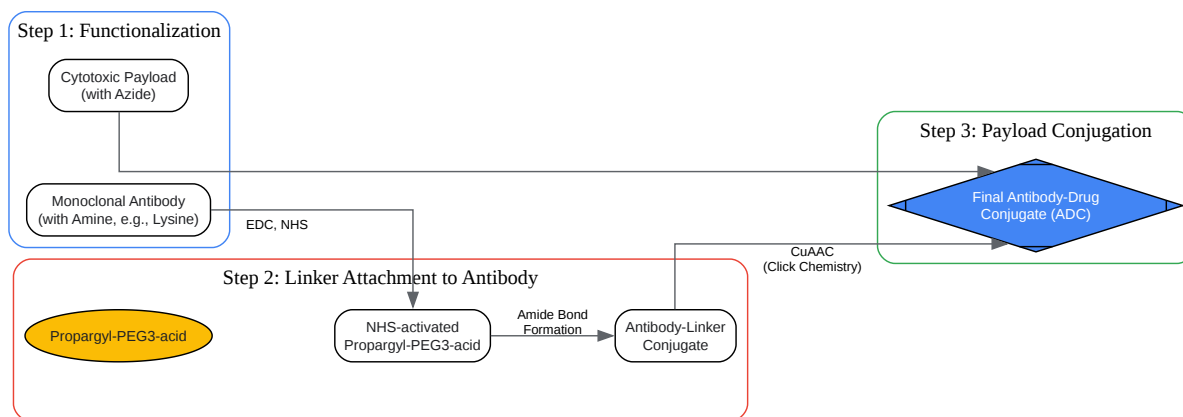 Step 1: Functionalization
Cytotoxic Payload
(with Azide)
Monoclonal Antibody
(with Amine, e.g., Lysine)
EDC, NHS
Step 2: Linker Attachment to Antibody
Propargyl-PEG3-acid
NHS-activated
Propargyl-PEG3-acid
Amide Bond
Formation
Antibody-Linker
Conjugate
CuAAC
(Click Chemistry)
Step 3: Payload Conjugation
Final Antibody-Drug
Conjugate (ADC)